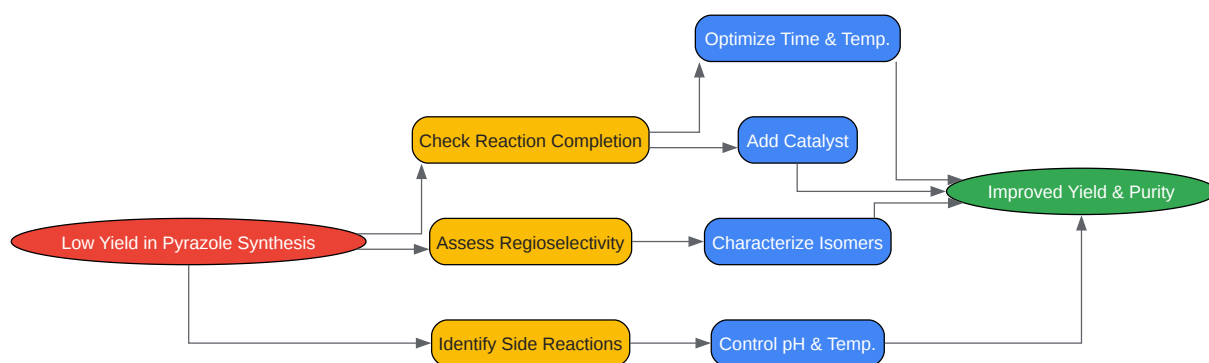 Optimize Time & Temp.
Check Reaction Completion
Add Catalyst
Improved Yield & Purity
Low Yield in Pyrazole Synthesis
Assess Regioselectivity
Characterize Isomers
Identify Side Reactions
Control pH & Temp.